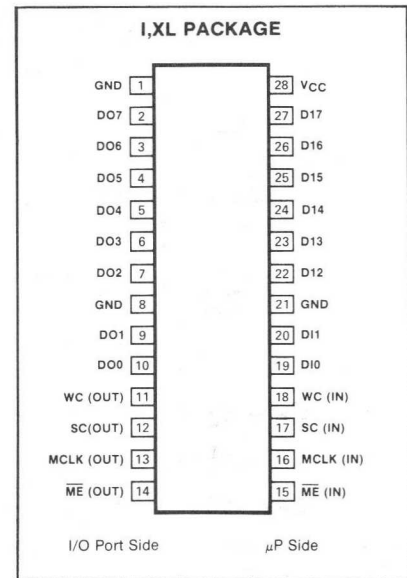 I,XL PACKAGE
GND 1 28 VCC
DO7 2 27 D17
DO6 3 26 D16
DO5 4 25 D15
DO4 5 24 D14
DO3 6 23 D13
DO2 7 22 D12
GND 8 21 GND
DO1 9 20 DI1
DO0 10 19 DI0
WC (OUT) 11 18 WC (IN)
SC(OUT) 12 17 SC (IN)
MCLK (OUT) 13 16 MCLK (IN)
M̅E̅ (OUT) 14 15 M̅E̅ (IN)
I/O Port Side μP Side